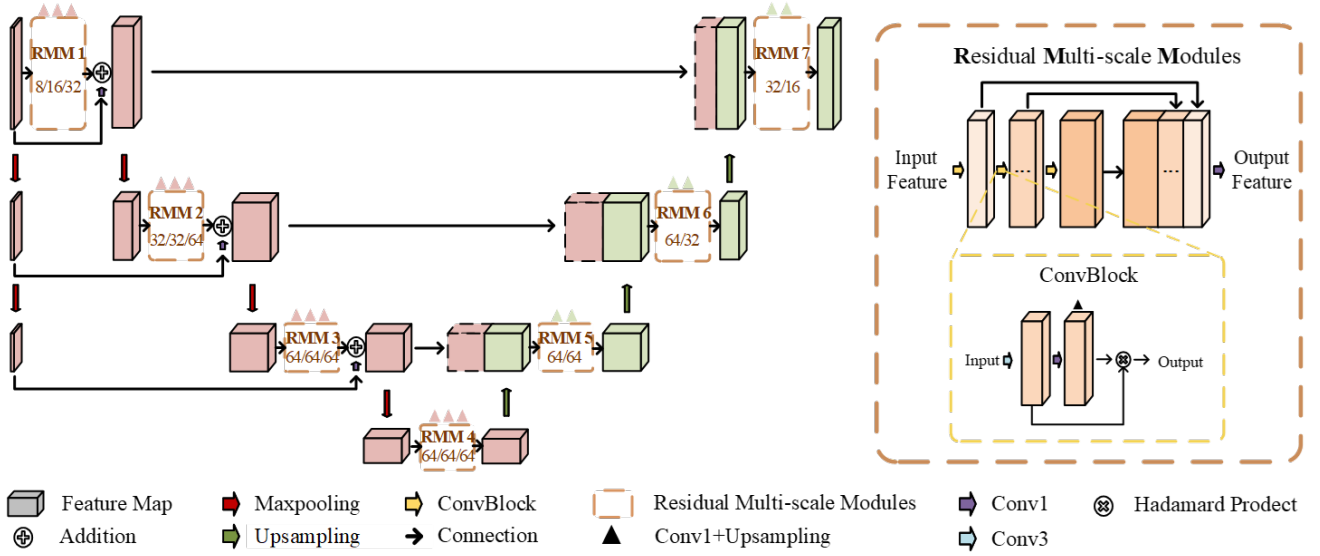 RMM 1
8/16/32
RMM 7
32/16
RMM 2
32/32/64
RMM 6
64/32
RMM 3
64/64/64
RMM 5
64/64
RMM 4
64/64/64
Residual Multi-scale Modules
Input
Feature
...
...
Output
Feature
ConvBlock
Input
Output
Feature Map
Maxpooling
ConvBlock
Residual Multi-scale Modules
Conv1
Hadamard Prodect
Addition
Upsampling
Connection
Conv1+Upsampling
Conv3